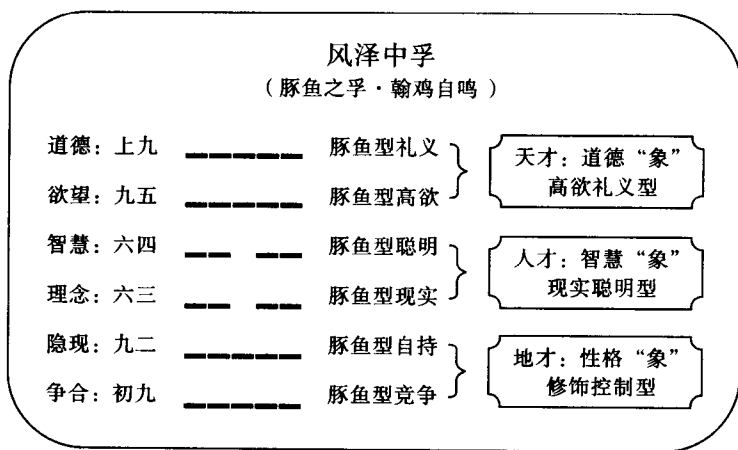 风泽中孚
（豚鱼之孚·翰鸡自鸣）
道德：上九 豚鱼型礼义
欲望：九五 豚鱼型高欲
天才：道德“象”
高欲礼义型
智慧：六四 豚鱼型聪明
理念：六三 豚鱼型现实
人才：智慧“象”
现实聪明型
隐现：九二 豚鱼型自持
争合：初九 豚鱼型竞争
地才：性格“象”
修饰控制型